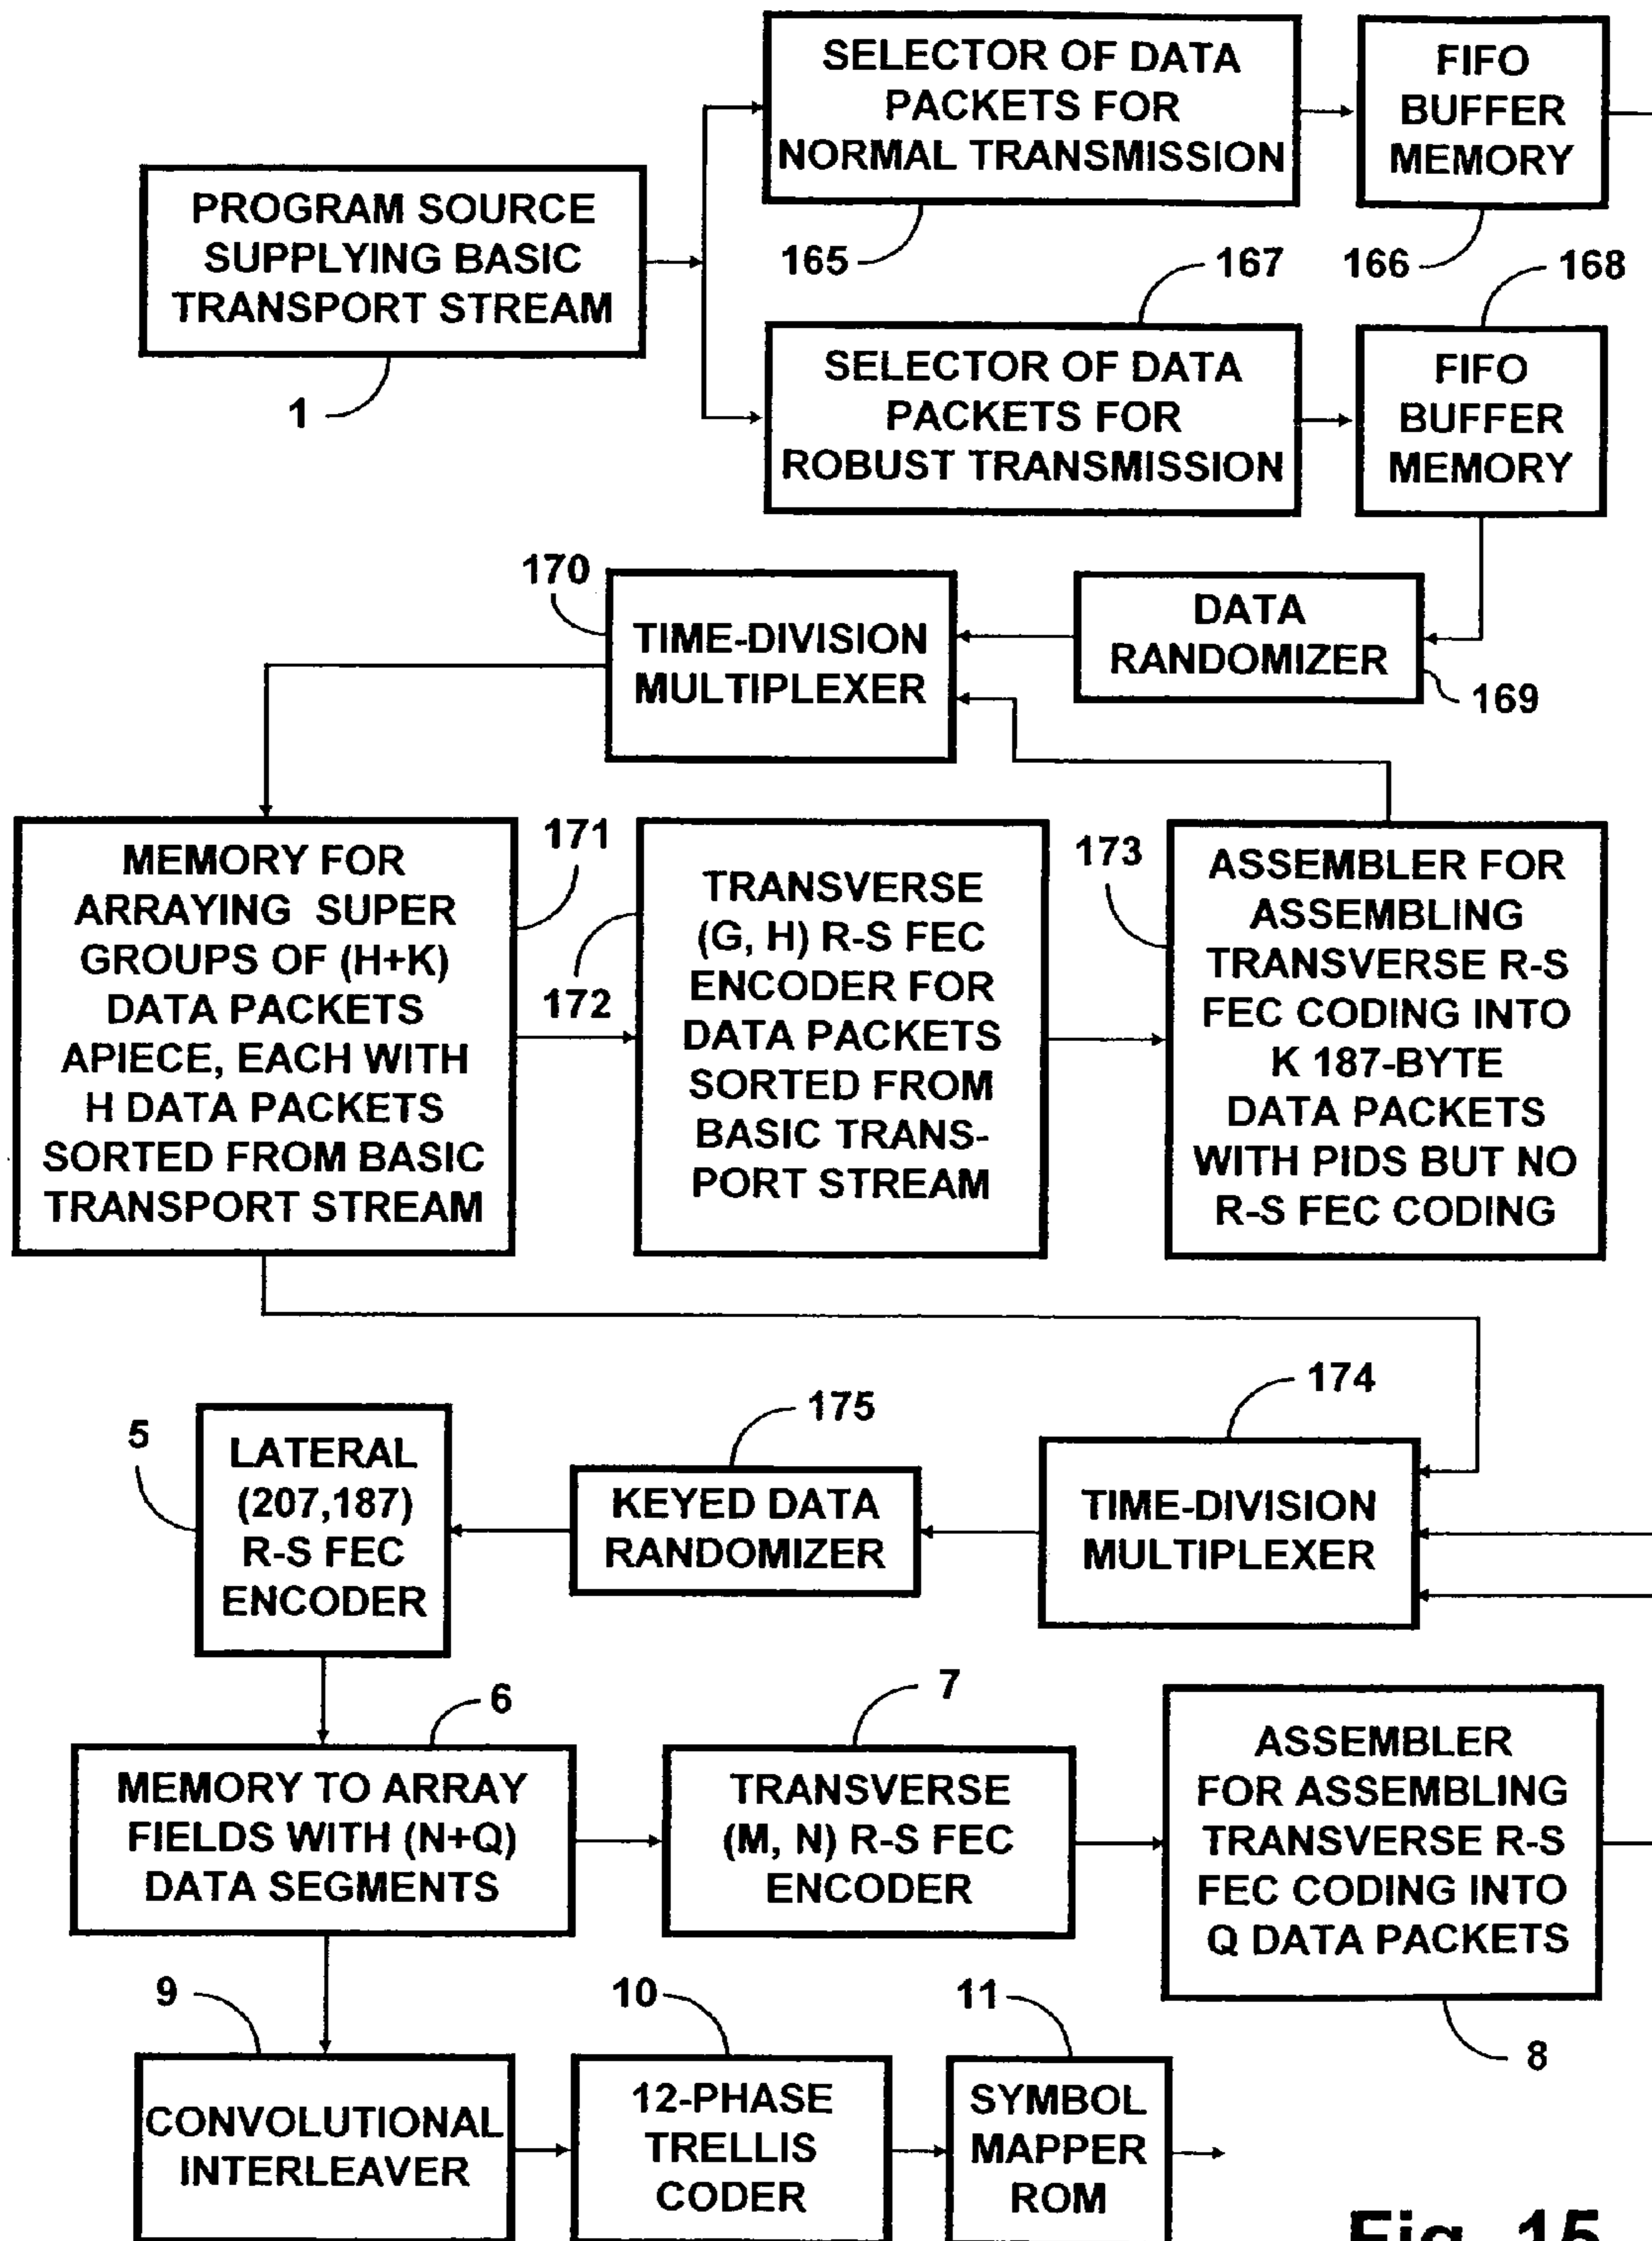 SELECTOR OF DATA
PACKETS FOR
NORMAL TRANSMISSION
FIFO
BUFFER
MEMORY
PROGRAM SOURCE
SUPPLYING BASIC
TRANSPORT STREAM
165
167
166
168
1
SELECTOR OF DATA
PACKETS FOR
ROBUST TRANSMISSION
FIFO
BUFFER
MEMORY
170
TIME-DIVISION
MULTIPLEXER
DATA
RANDOMIZER
169
MEMORY FOR
ARRAYING SUPER
GROUPS OF (H+K)
DATA PACKETS
APIECE, EACH WITH
H DATA PACKETS
SORTED FROM BASIC
TRANSPORT STREAM
171
172
TRANSVERSE
(G, H) R-S FEC
ENCODER FOR
DATA PACKETS
SORTED FROM
BASIC TRANS-
PORT STREAM
173
ASSEMBLER FOR
ASSEMBLING
TRANSVERSE R-S
FEC CODING INTO
K 187-BYTE
DATA PACKETS
WITH PIDS BUT NO
R-S FEC CODING
5
LATERAL
(207,187)
R-S FEC
ENCODER
175
KEYED DATA
RANDOMIZER
174
TIME-DIVISION
MULTIPLEXER
6
MEMORY TO ARRAY
FIELDS WITH (N+Q)
DATA SEGMENTS
7
TRANSVERSE
(M, N) R-S FEC
ENCODER
ASSEMBLER
FOR ASSEMBLING
TRANSVERSE R-S
FEC CODING INTO
Q DATA PACKETS
8
9
CONVOLUTIONAL
INTERLEAVER
10
12-PHASE
TRELLIS
CODER
11
SYMBOL
MAPPER
ROM
Fig. 15